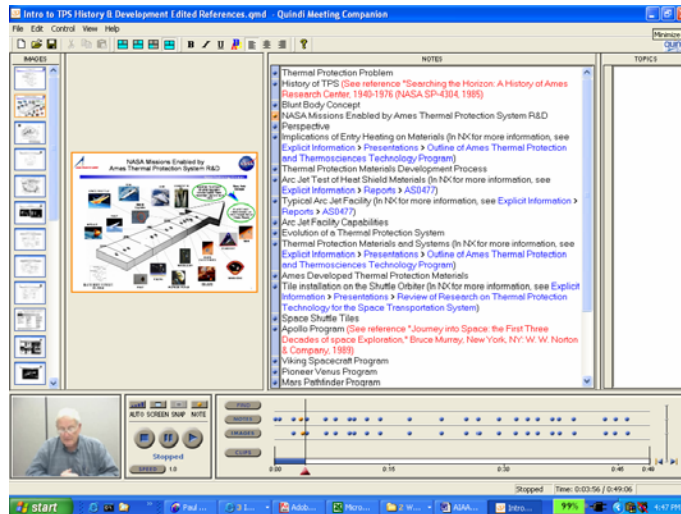 Intro to TPS History & Development Edited References.qmd - Quindi Meeting Companion
File Edit Control View Help
Minimize
B I U
IMAGES
NOTES
TOPICS
Thermal Protection Problem
History of TPS (See reference "Searching the Horizon: A History of Ames
Research Center, 1940-1976 (NASA SP-4304, 1985)
Blunt Body Concept
NASA Missions Enabled by Ames Thermal Protection System R&D
Perspective
Implications of Entry Heating on Materials (In NX for more information, see
Explicit Information > Presentations > Outline of Ames Thermal Protection
and Thermosciences Technology Program)
Thermal Protection Materials Development Process
Arc Jet Test of Heat Shield Materials (In NX for more information, see
Explicit Information > Reports > AS0477)
Typical Arc Jet Facility (In NX for more information, see Explicit Information >
Reports > AS0477)
Arc Jet Facility Capabilities
Evolution of a Thermal Protection System
Thermal Protection Materials and Systems (In NX for more information, see
Explicit Information > Presentations > Outline of Ames Thermal Protection
and Thermosciences Technology Program)
Ames Developed Thermal Protection Materials
Tile installation on the Shuttle Orbiter (In NX for more information, see Explicit
Information > Presentations > Review of Research on Thermal Protection
Technology for the Space Transportation System)
Space Shuttle Tiles
Apollo Program (See reference "Journey into Space: the First Three
Decades of space Exploration," Bruce Murray, New York, NY: W. W. Norton
& Company, 1989)
Viking Spacecraft Program
Pioneer Venus Program
Mars Pathfinder Program
NASA Missions Enabled by
Ames Thermal Protection System R&D
AUTO SCREEN SNAP NOTE
Stopped
SPEED 1.0
FIND
NOTES
IMAGES
CLIPS
0:00 0:15 0:30 0:45 0:49
Stopped Time: 0:03:56 / 0:49:06
start
Paul ...
3 I...
Adob...
Micro...
2 W...
AIAA...
Intro...
99%
4:47 PM